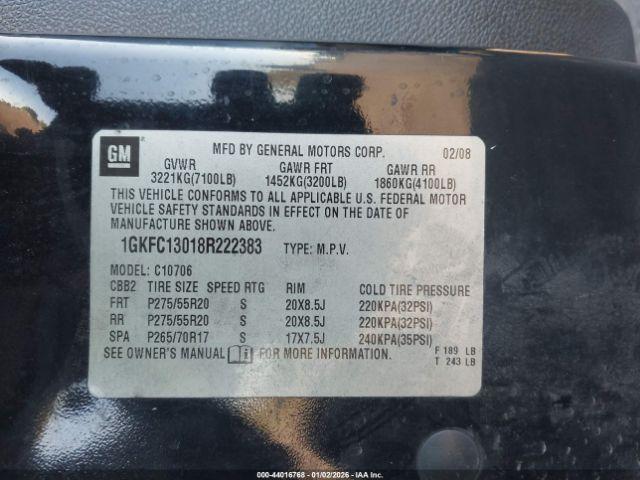 GM
MFD BY GENERAL MOTORS CORP. 02/08
GVWR GAWR FRT GAWR RR
3221KG(7100LB) 1452KG(3200LB) 1860KG(4100LB)
THIS VEHICLE CONFORMS TO ALL APPLICABLE U.S. FEDERAL MOTOR
VEHICLE SAFETY STANDARDS IN EFFECT ON THE DATE OF
MANUFACTURE SHOWN ABOVE.
1GKFC13018R222383 TYPE: M.P.V.
MODEL: C10706
CBB2 TIRE SIZE SPEED RTG RIM COLD TIRE PRESSURE
FRT P275/55R20 S 20X8.5J 220KPA(32PSI)
RR P275/55R20 S 20X8.5J 220KPA(32PSI)
SPA P265/70R17 S 17X7.5J 240KPA(35PSI)
SEE OWNER'S MANUAL FOR MORE INFORMATION.
F 189 LB
T 243 LB
000-44016768 - 01/02/2026 - IAA Inc.